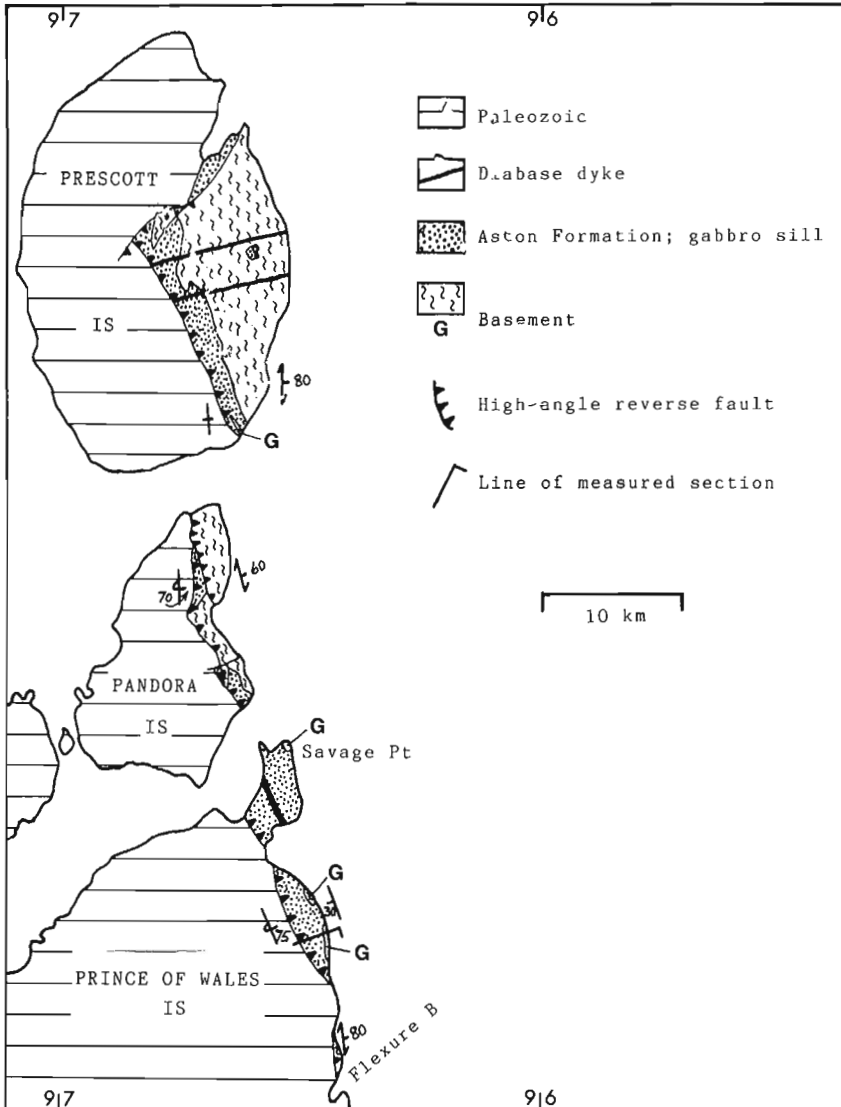 97
96
Paleozoic
PRESCOTT
Diabase dyke
Aston Formation; gabbro sill
IS
G
Basement
80
High-angle reverse fault
G
Line of measured section
60
70
10 km
PANDORA
IS
G
Savage Pt
G
30
75
G
PRINCE OF WALES
IS
80
Flexure B
97
96